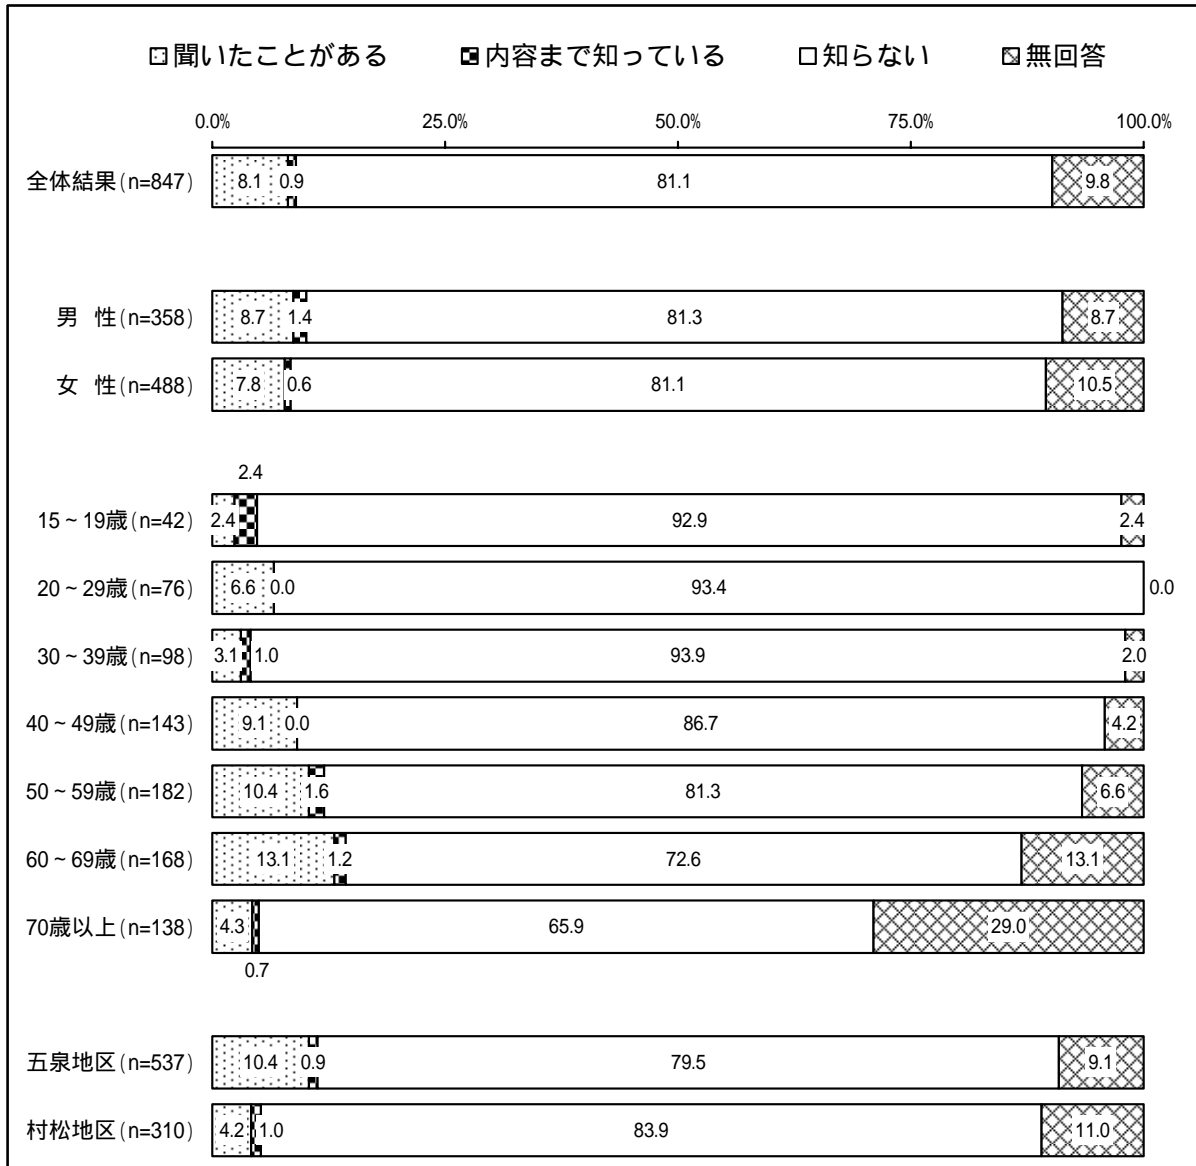 聞いたことがある 内容まで知っている 知らない 無回答
0.0% 25.0% 50.0% 75.0% 100.0%
全体結果(n=847) 8.1 0.9 81.1 9.8
男 性(n=358) 8.7 1.4 81.3 8.7
女 性(n=488) 7.8 0.6 81.1 10.5
2.4
15~19歳(n=42) 2.4 92.9 2.4
20~29歳(n=76) 6.6 0.0 93.4 0.0
30~39歳(n=98) 3.1 1.0 93.9 2.0
40~49歳(n=143) 9.1 0.0 86.7 4.2
50~59歳(n=182) 10.4 1.6 81.3 6.6
60~69歳(n=168) 13.1 1.2 72.6 13.1
70歳以上(n=138) 4.3 65.9 29.0
0.7
五泉地区(n=537) 10.4 0.9 79.5 9.1
村松地区(n=310) 4.2 1.0 83.9 11.0